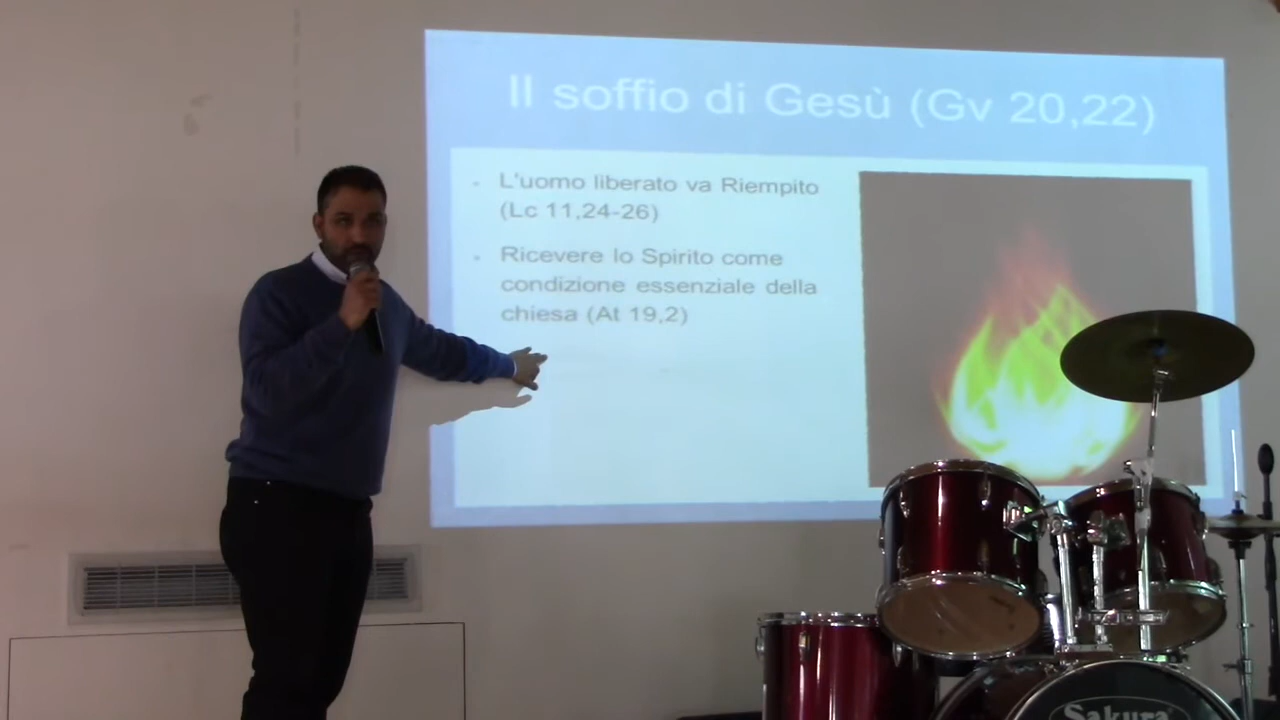 Il soffio di Gesù (Gv 20,22)
L'uomo liberato va Riempito
(Lc 11,24-26)
Ricevere lo Spirito come
condizione essenziale della
chiesa (At 19,2)
Sakura